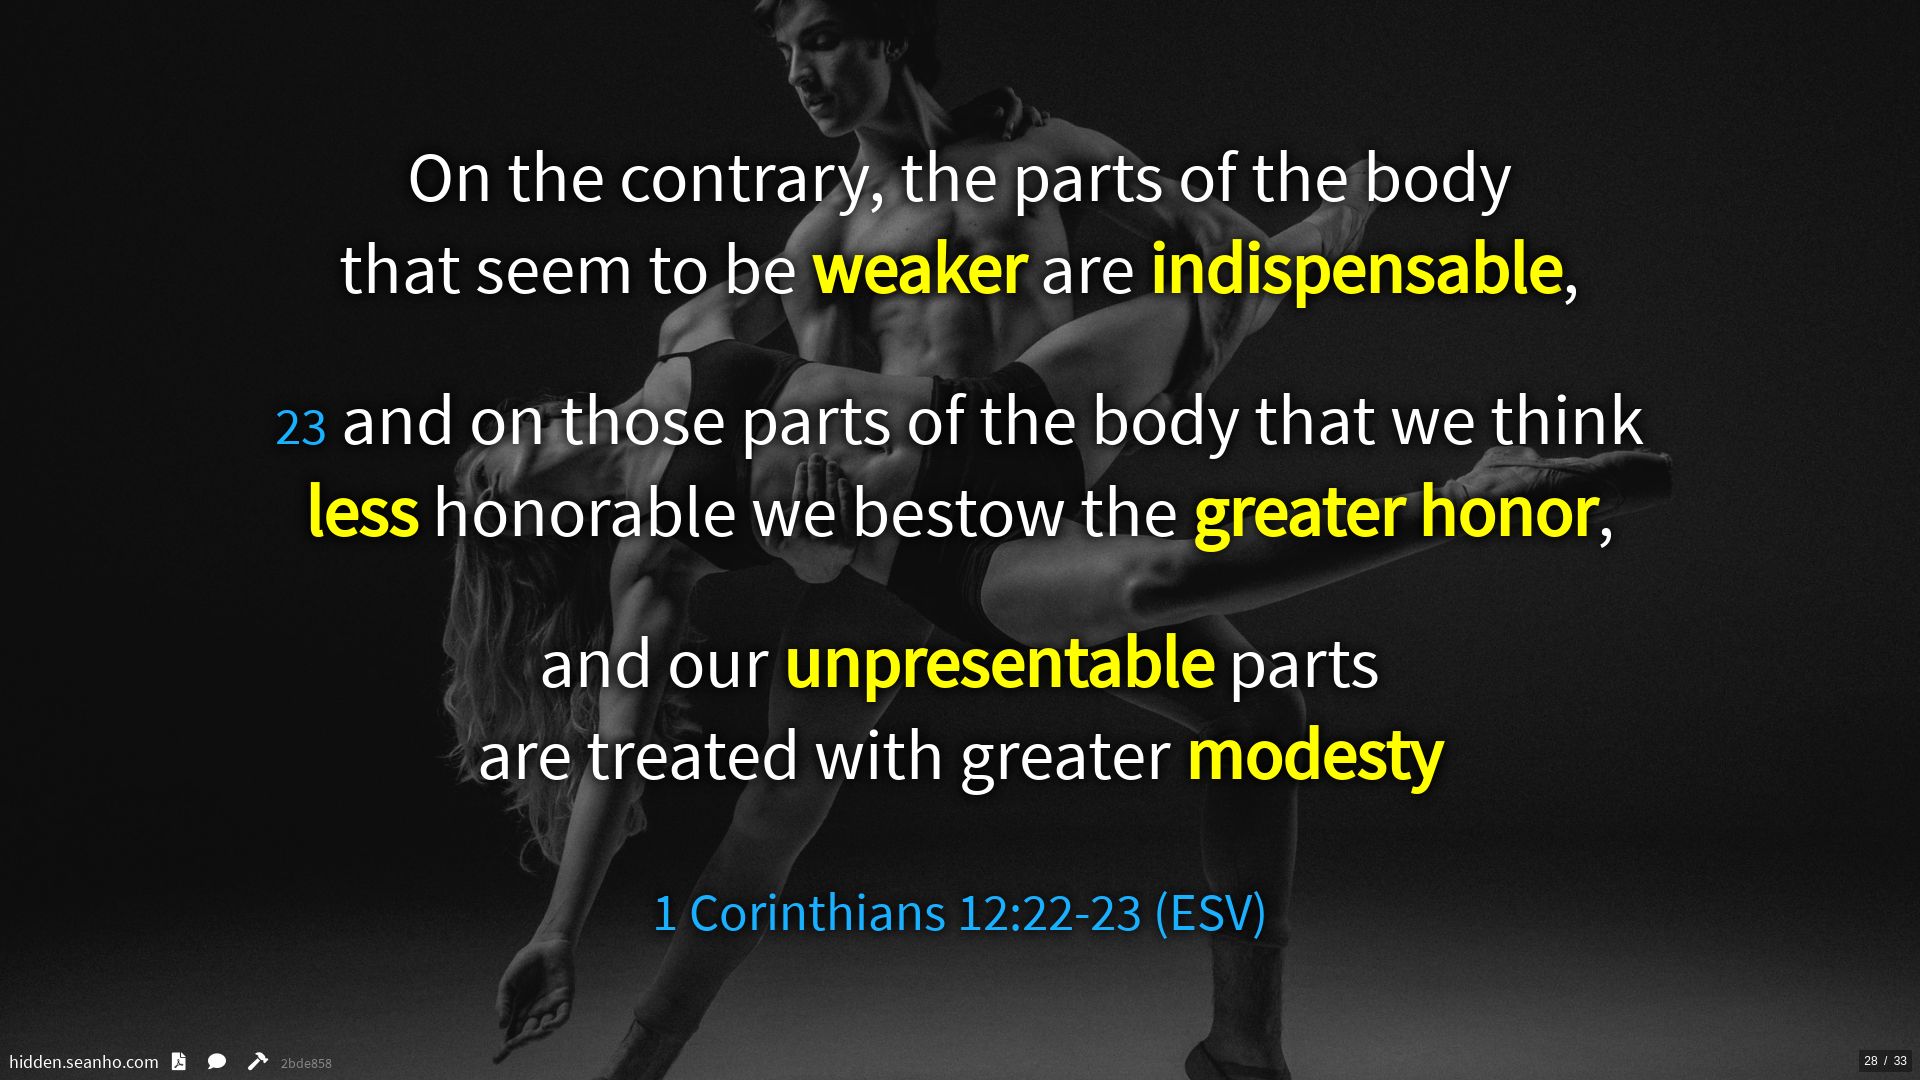 On the contrary, the parts of the body
that seem to be weaker are indispensable,
23 and on those parts of the body that we think
less honorable we bestow the greater honor,
and our unpresentable parts
are treated with greater modesty
1 Corinthians 12:22-23 (ESV)
hidden.seanho.com 2bde858
28 / 33